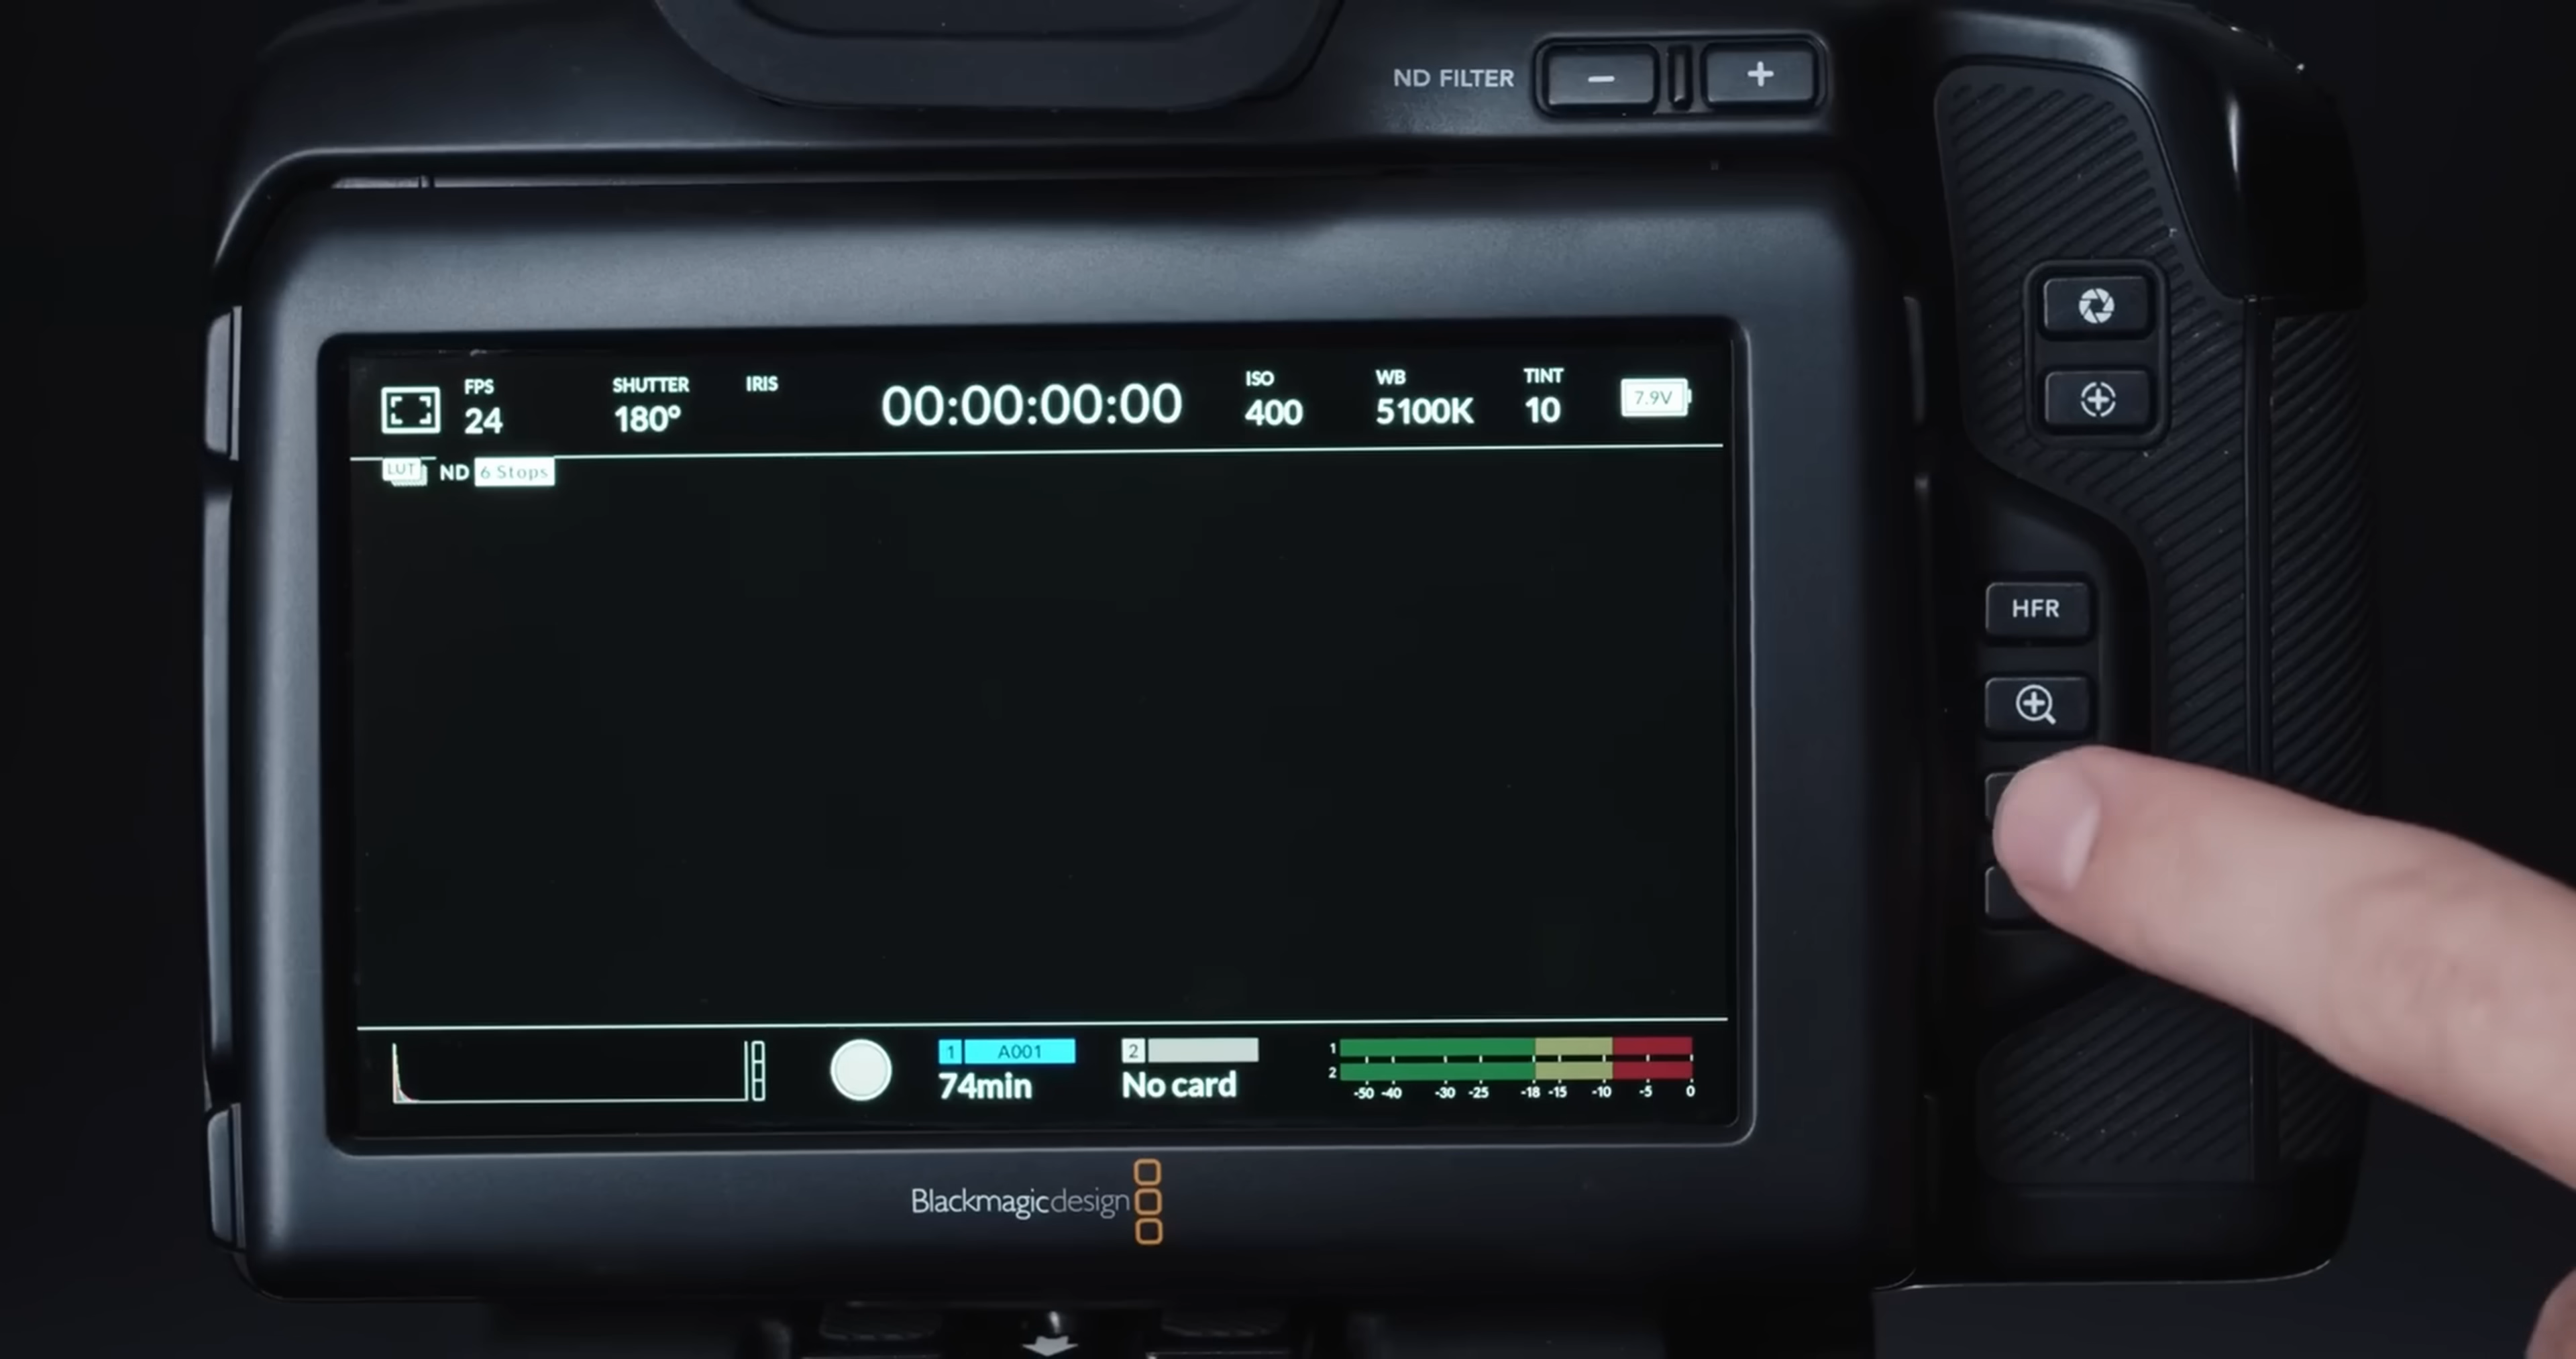 ND FILTER - +
FPS SHUTTER IRIS 00:00:00:00 ISO WB TINT
24 180° 400 5100K 10 7.9V
LUT ND 6 Stops
HFR
1 A001 2
74min No card
1
2
-50 -40 -30 -25 -18 -15 -10 -5 0
Blackmagicdesign